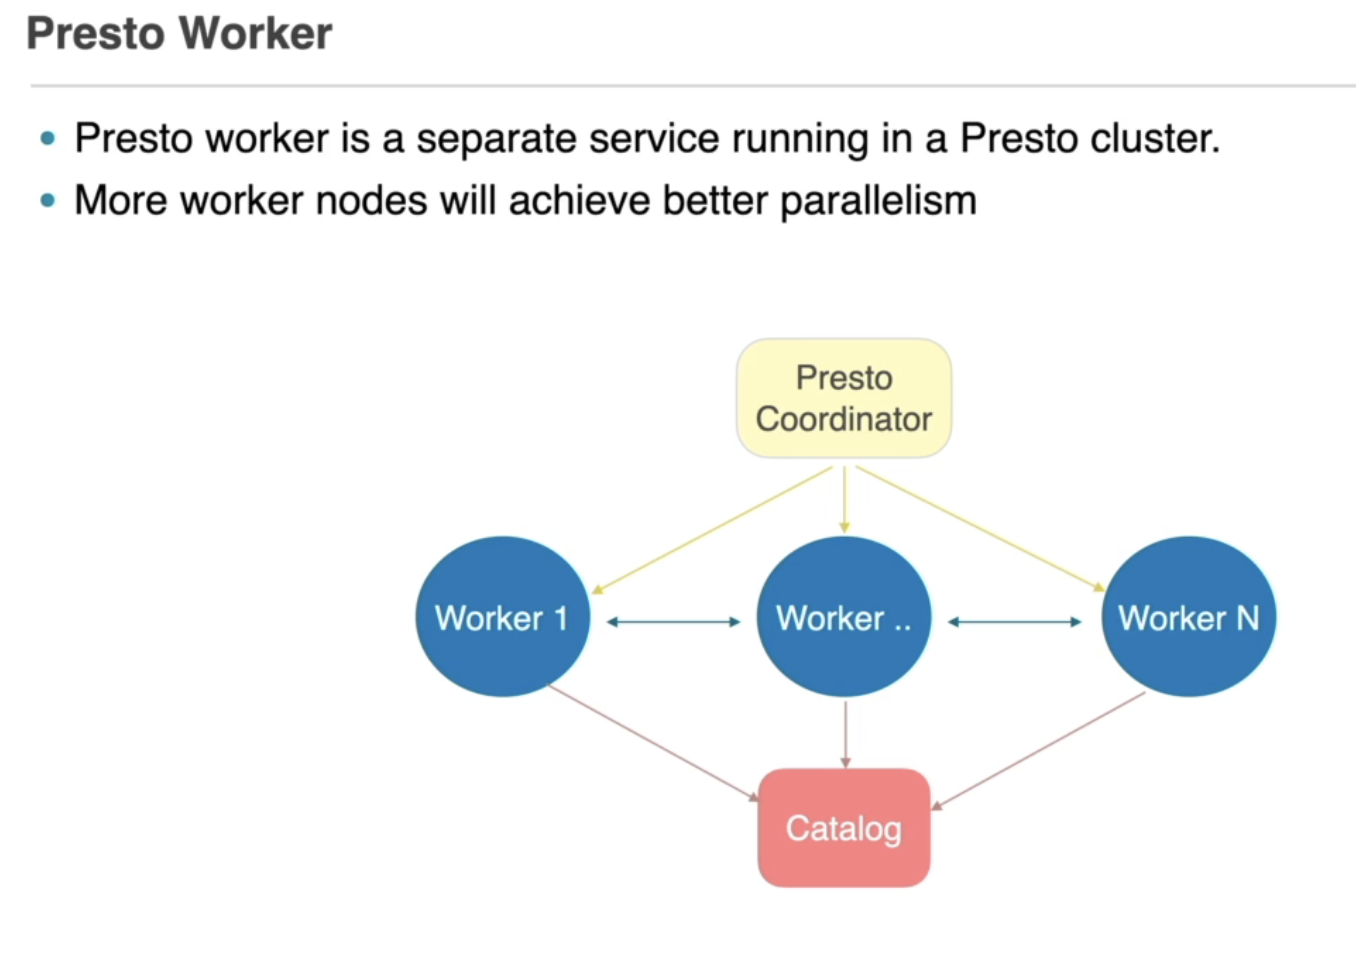 Presto Worker
Presto worker is a separate service running in a Presto cluster.
More worker nodes will achieve better parallelism
Presto
Coordinator
Worker 1
Worker ..
Worker N
Catalog